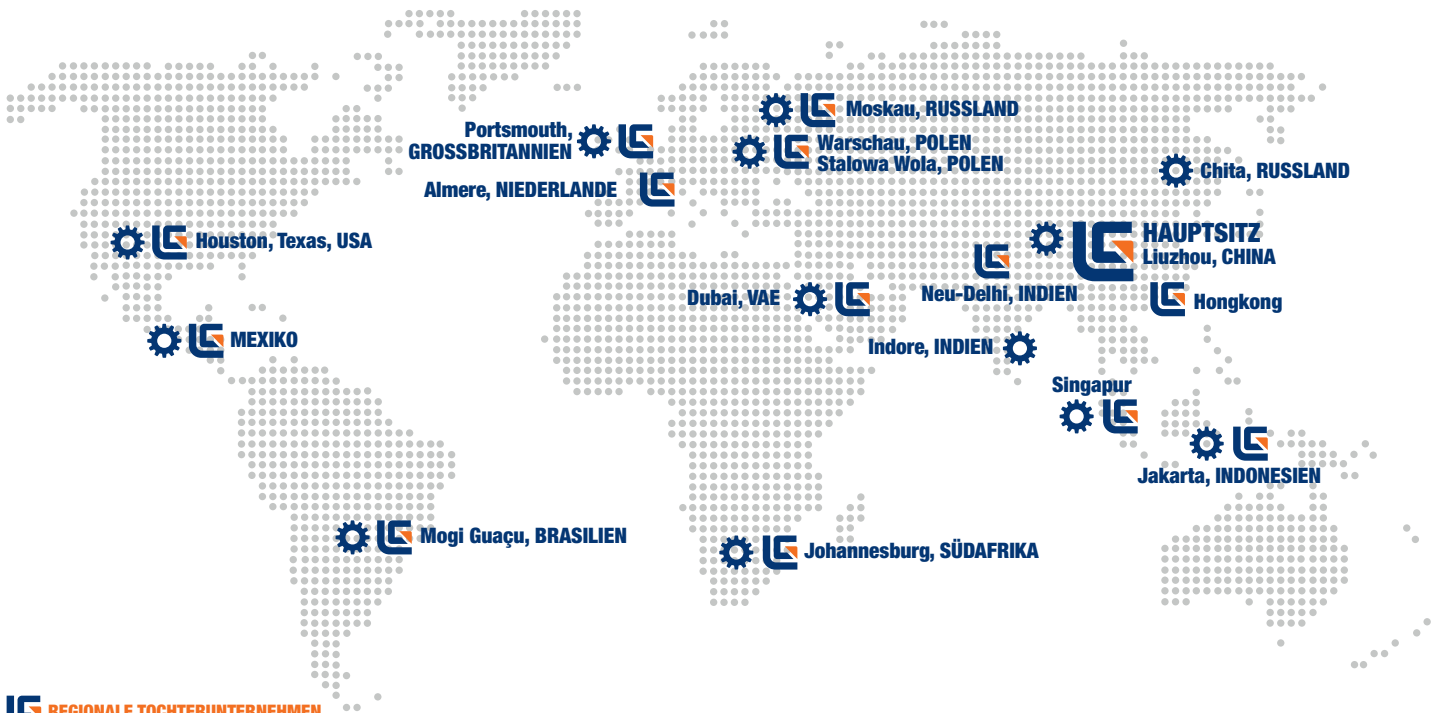 Moskau, RUSSLAND
Portsmouth,
GROSSBRITANNIEN
Warschau, POLEN
Stalowa Wola, POLEN
Chita, RUSSLAND
Almere, NIEDERLANDE
Houston, Texas, USA
HAUPTSITZ
Liuzhou, CHINA
Dubai, VAE
Neu-Delhi, INDIEN
Hongkong
MEXIKO
Indore, INDIEN
Singapur
Jakarta, INDONESIEN
Mogi Guaçu, BRASILIEN
Johannesburg, SÜDAFRIKA
REGIONALE TOCHTERUNTERNEHMEN